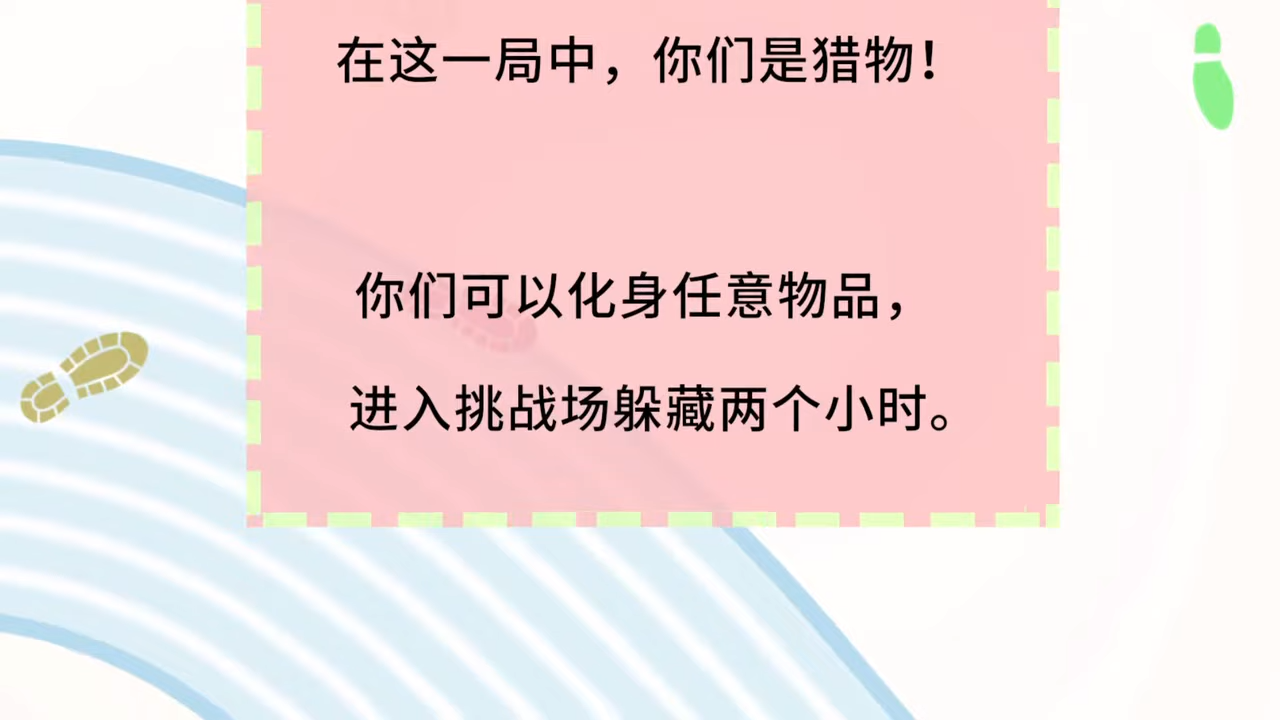 在这一局中，你们是猎物！
你们可以化身任意物品，
进入挑战场躲藏两个小时。